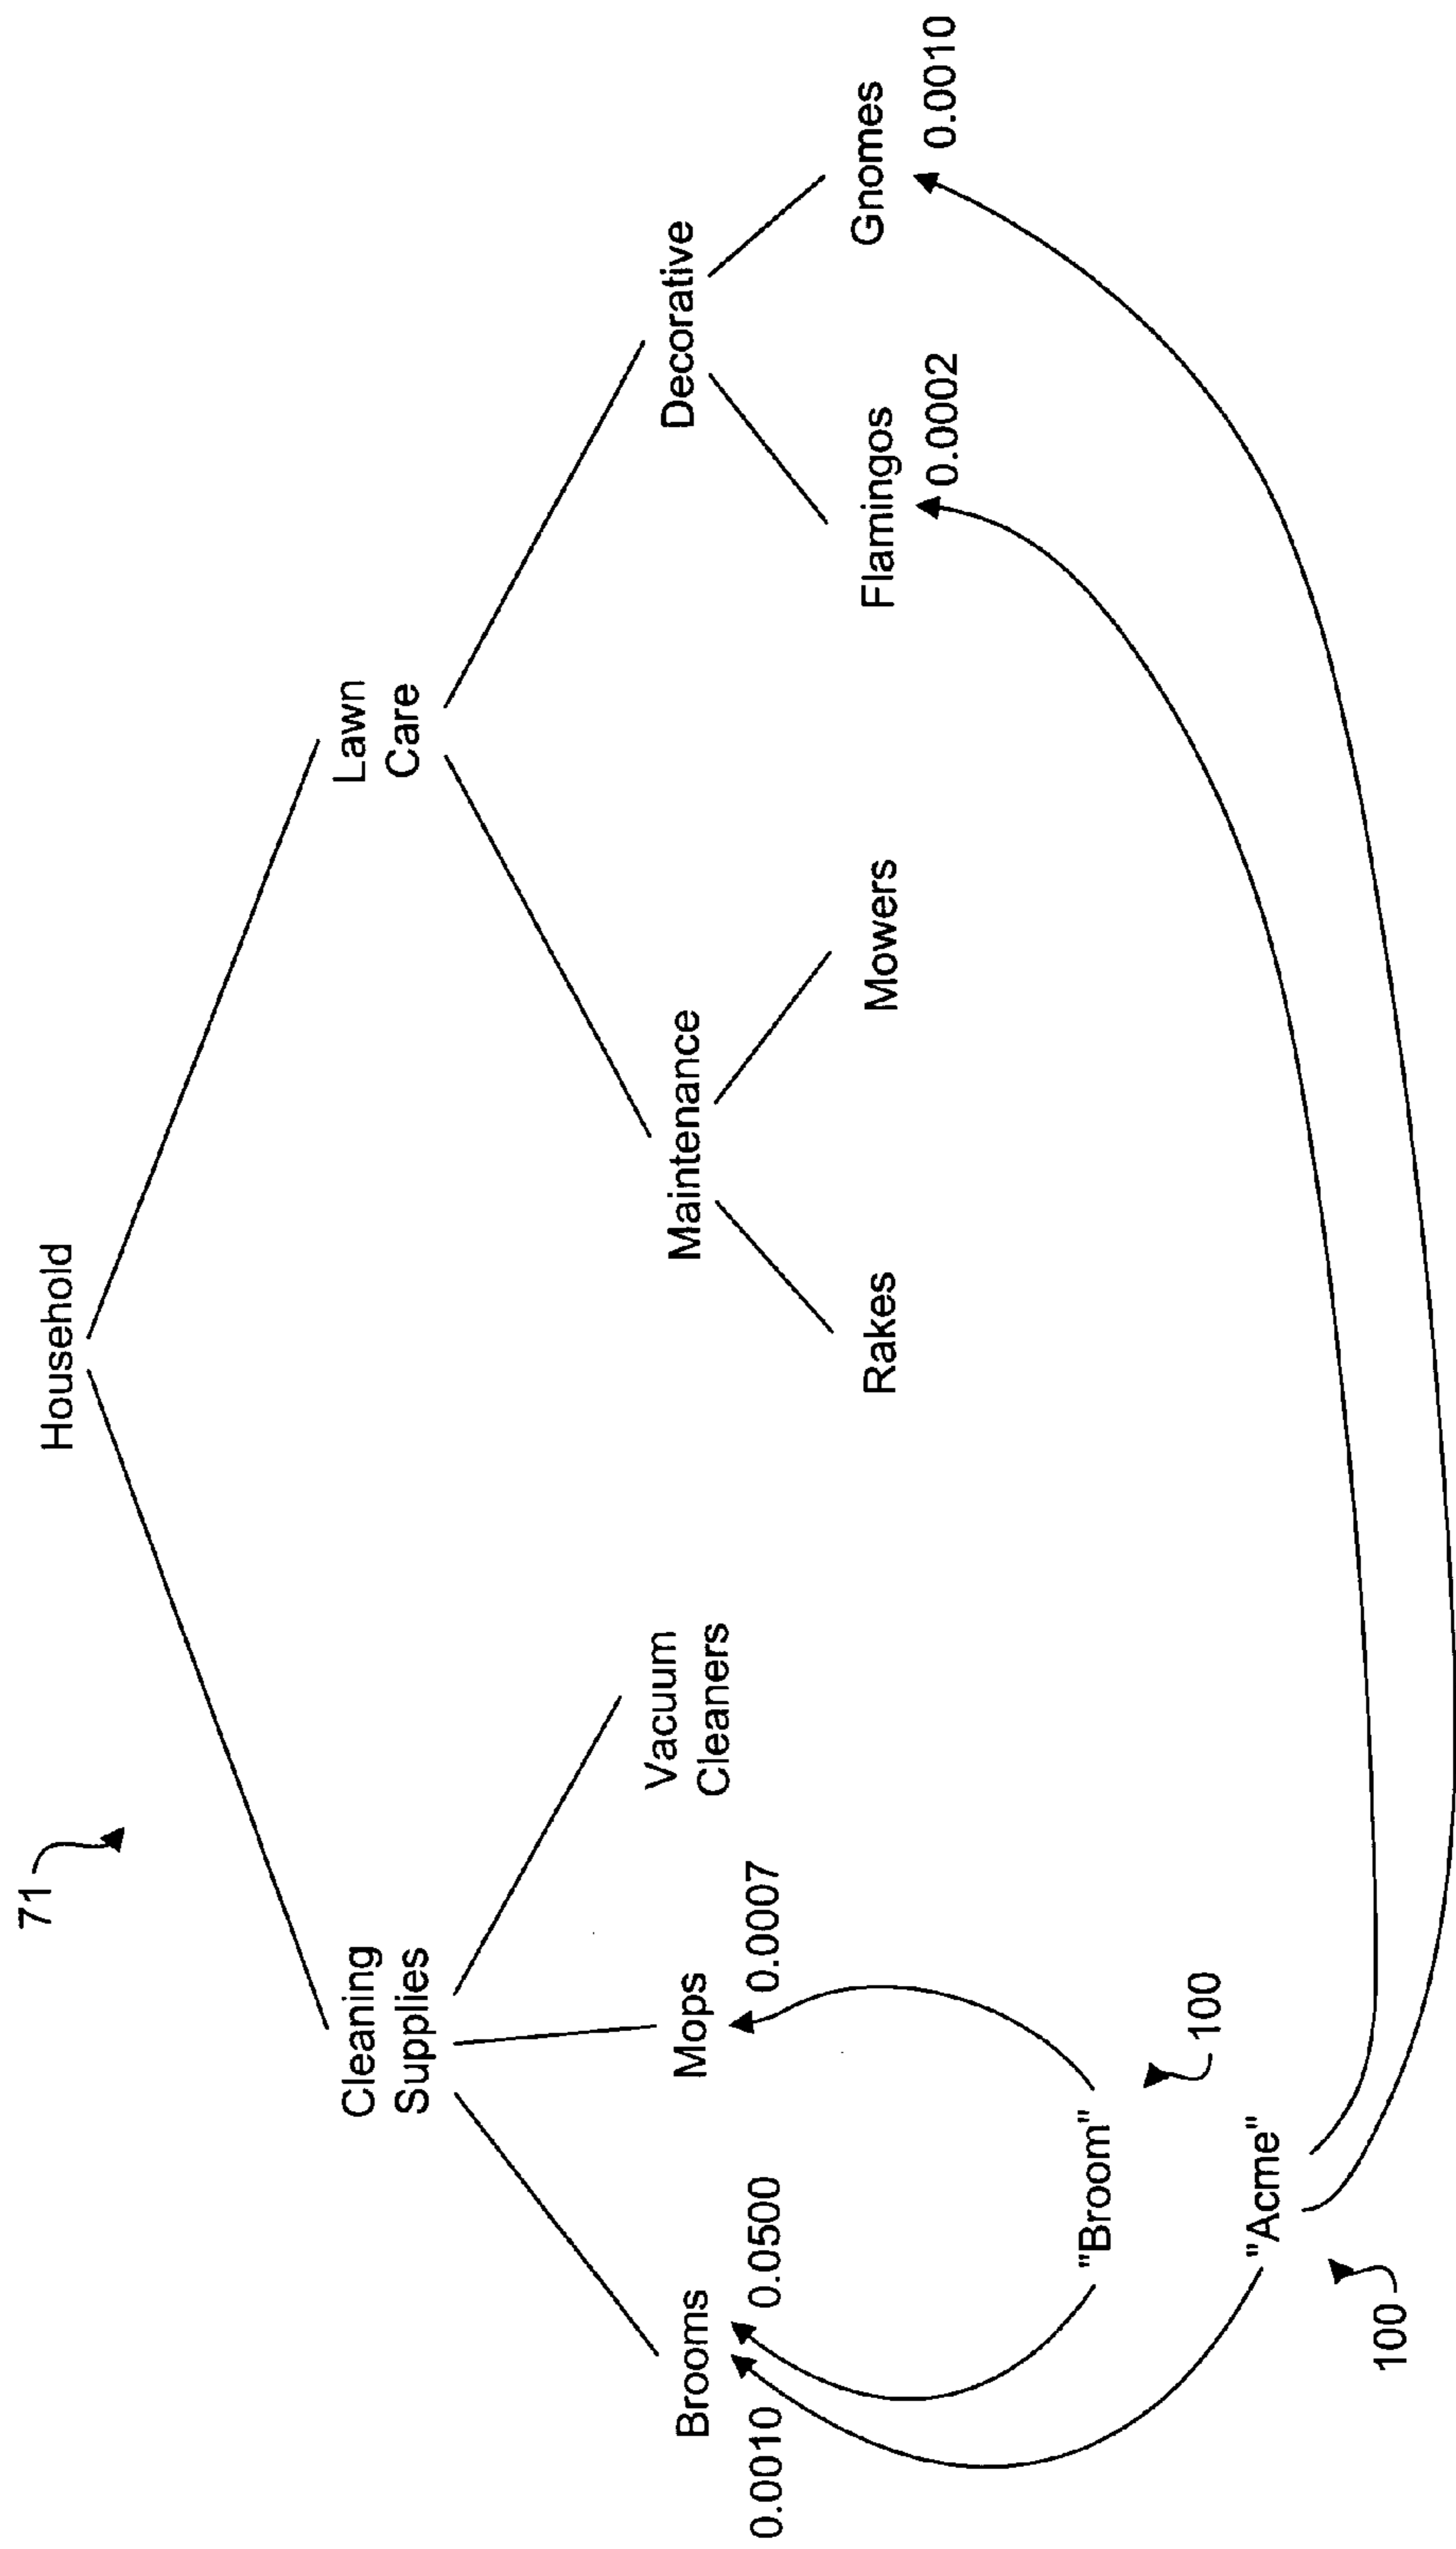 71
Household
Cleaning
Supplies
Lawn
Care
Brooms
Mops
Vacuum
Cleaners
Maintenance
Decorative
0.0010
0.0500
0.0007
Rakes
Mowers
Flamingos
Gnomes
0.0002
0.0010
"Broom"
100
"Acme"
100